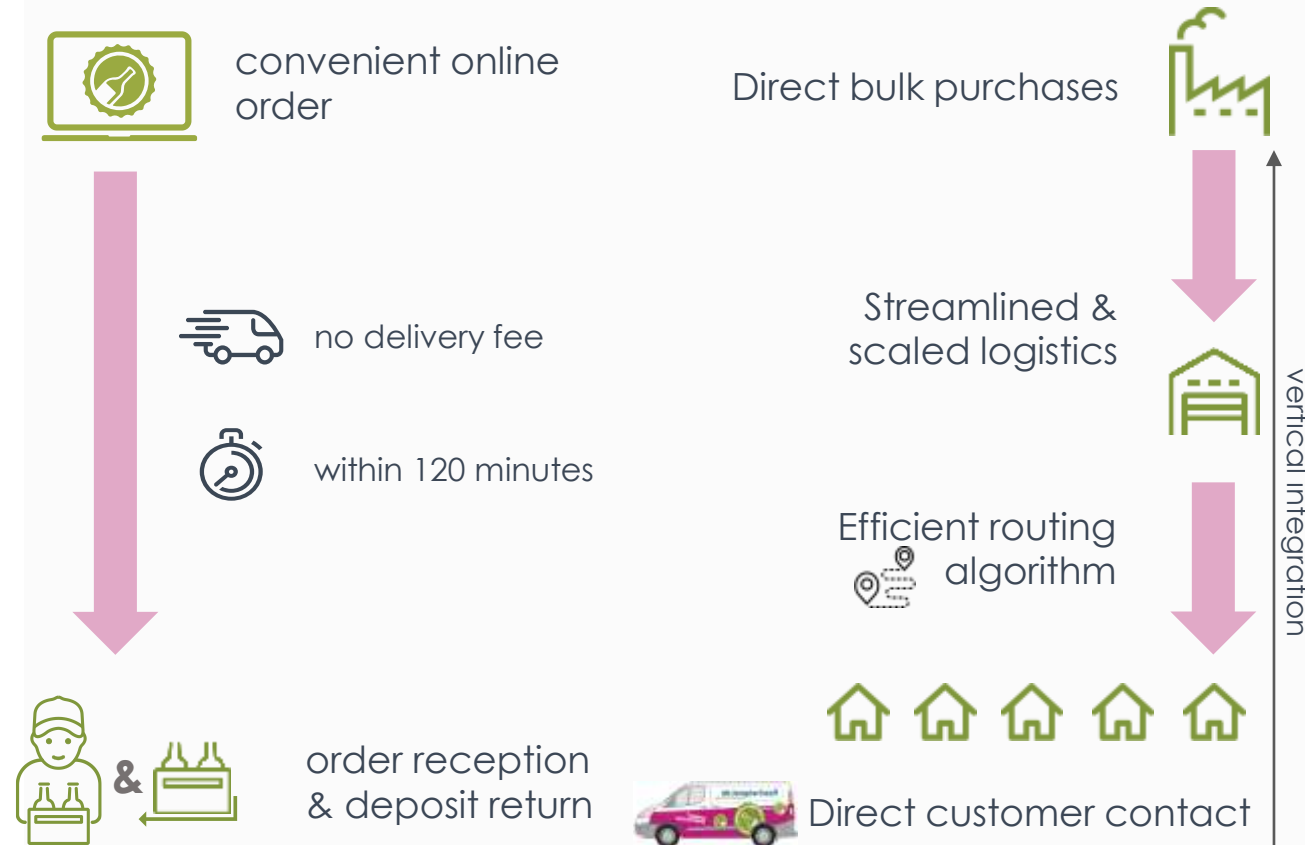 convenient online
order
no delivery fee
within 120 minutes
&
order reception
& deposit return
Direct bulk purchases
Streamlined &
scaled logistics
Efficient routing
algorithm
Direct customer contact
vertical integration